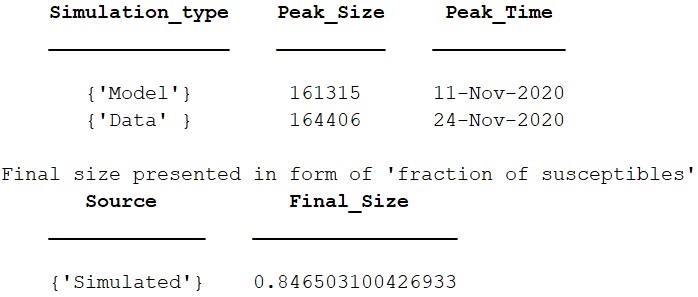 Simulation_type Peak_Size Peak_Time
{'Model'} 161315 11-Nov-2020
{'Data' } 164406 24-Nov-2020
Final size presented in form of 'fraction of susceptibles'
Source Final_Size
{'Simulated'} 0.846503100426933